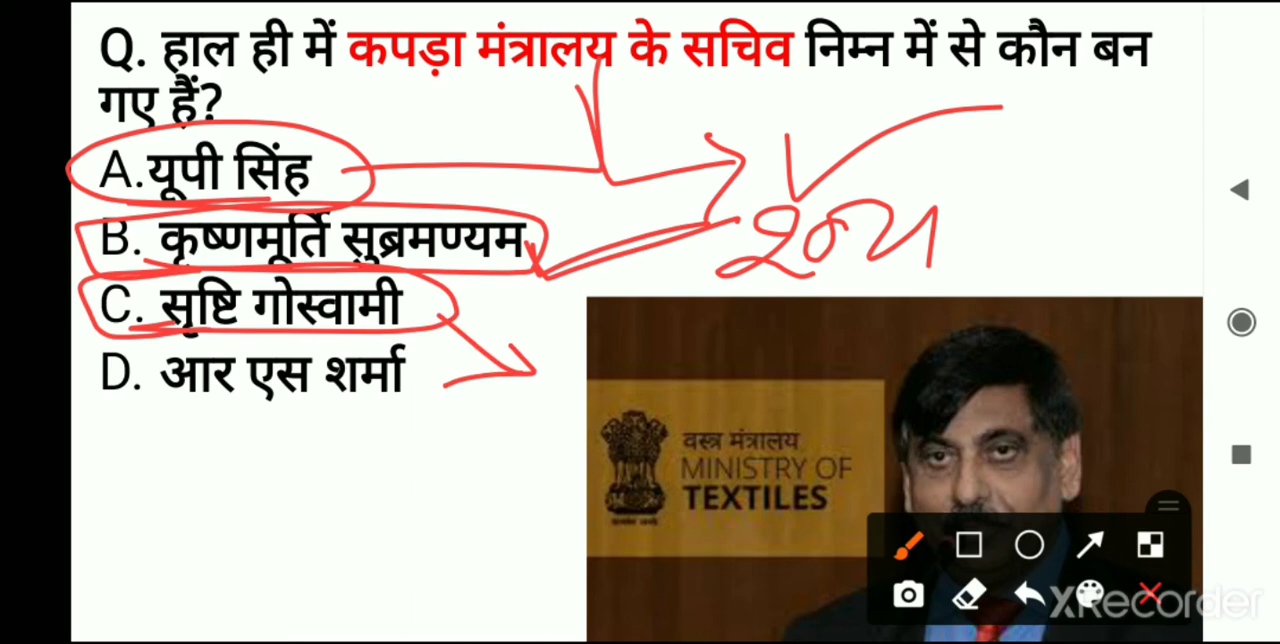 Q. हाल ही में कपड़ा मंत्रालय के सचिव निम्न में से कौन बन
गए हैं?
A.यूपी सिंह
B. कृष्णमूर्ति सुब्रमण्यम
2021
C. सृष्टि गोस्वामी
D. आर एस शर्मा
वस्त्र मंत्रालय
MINISTRY OF
TEXTILES
XRecorder